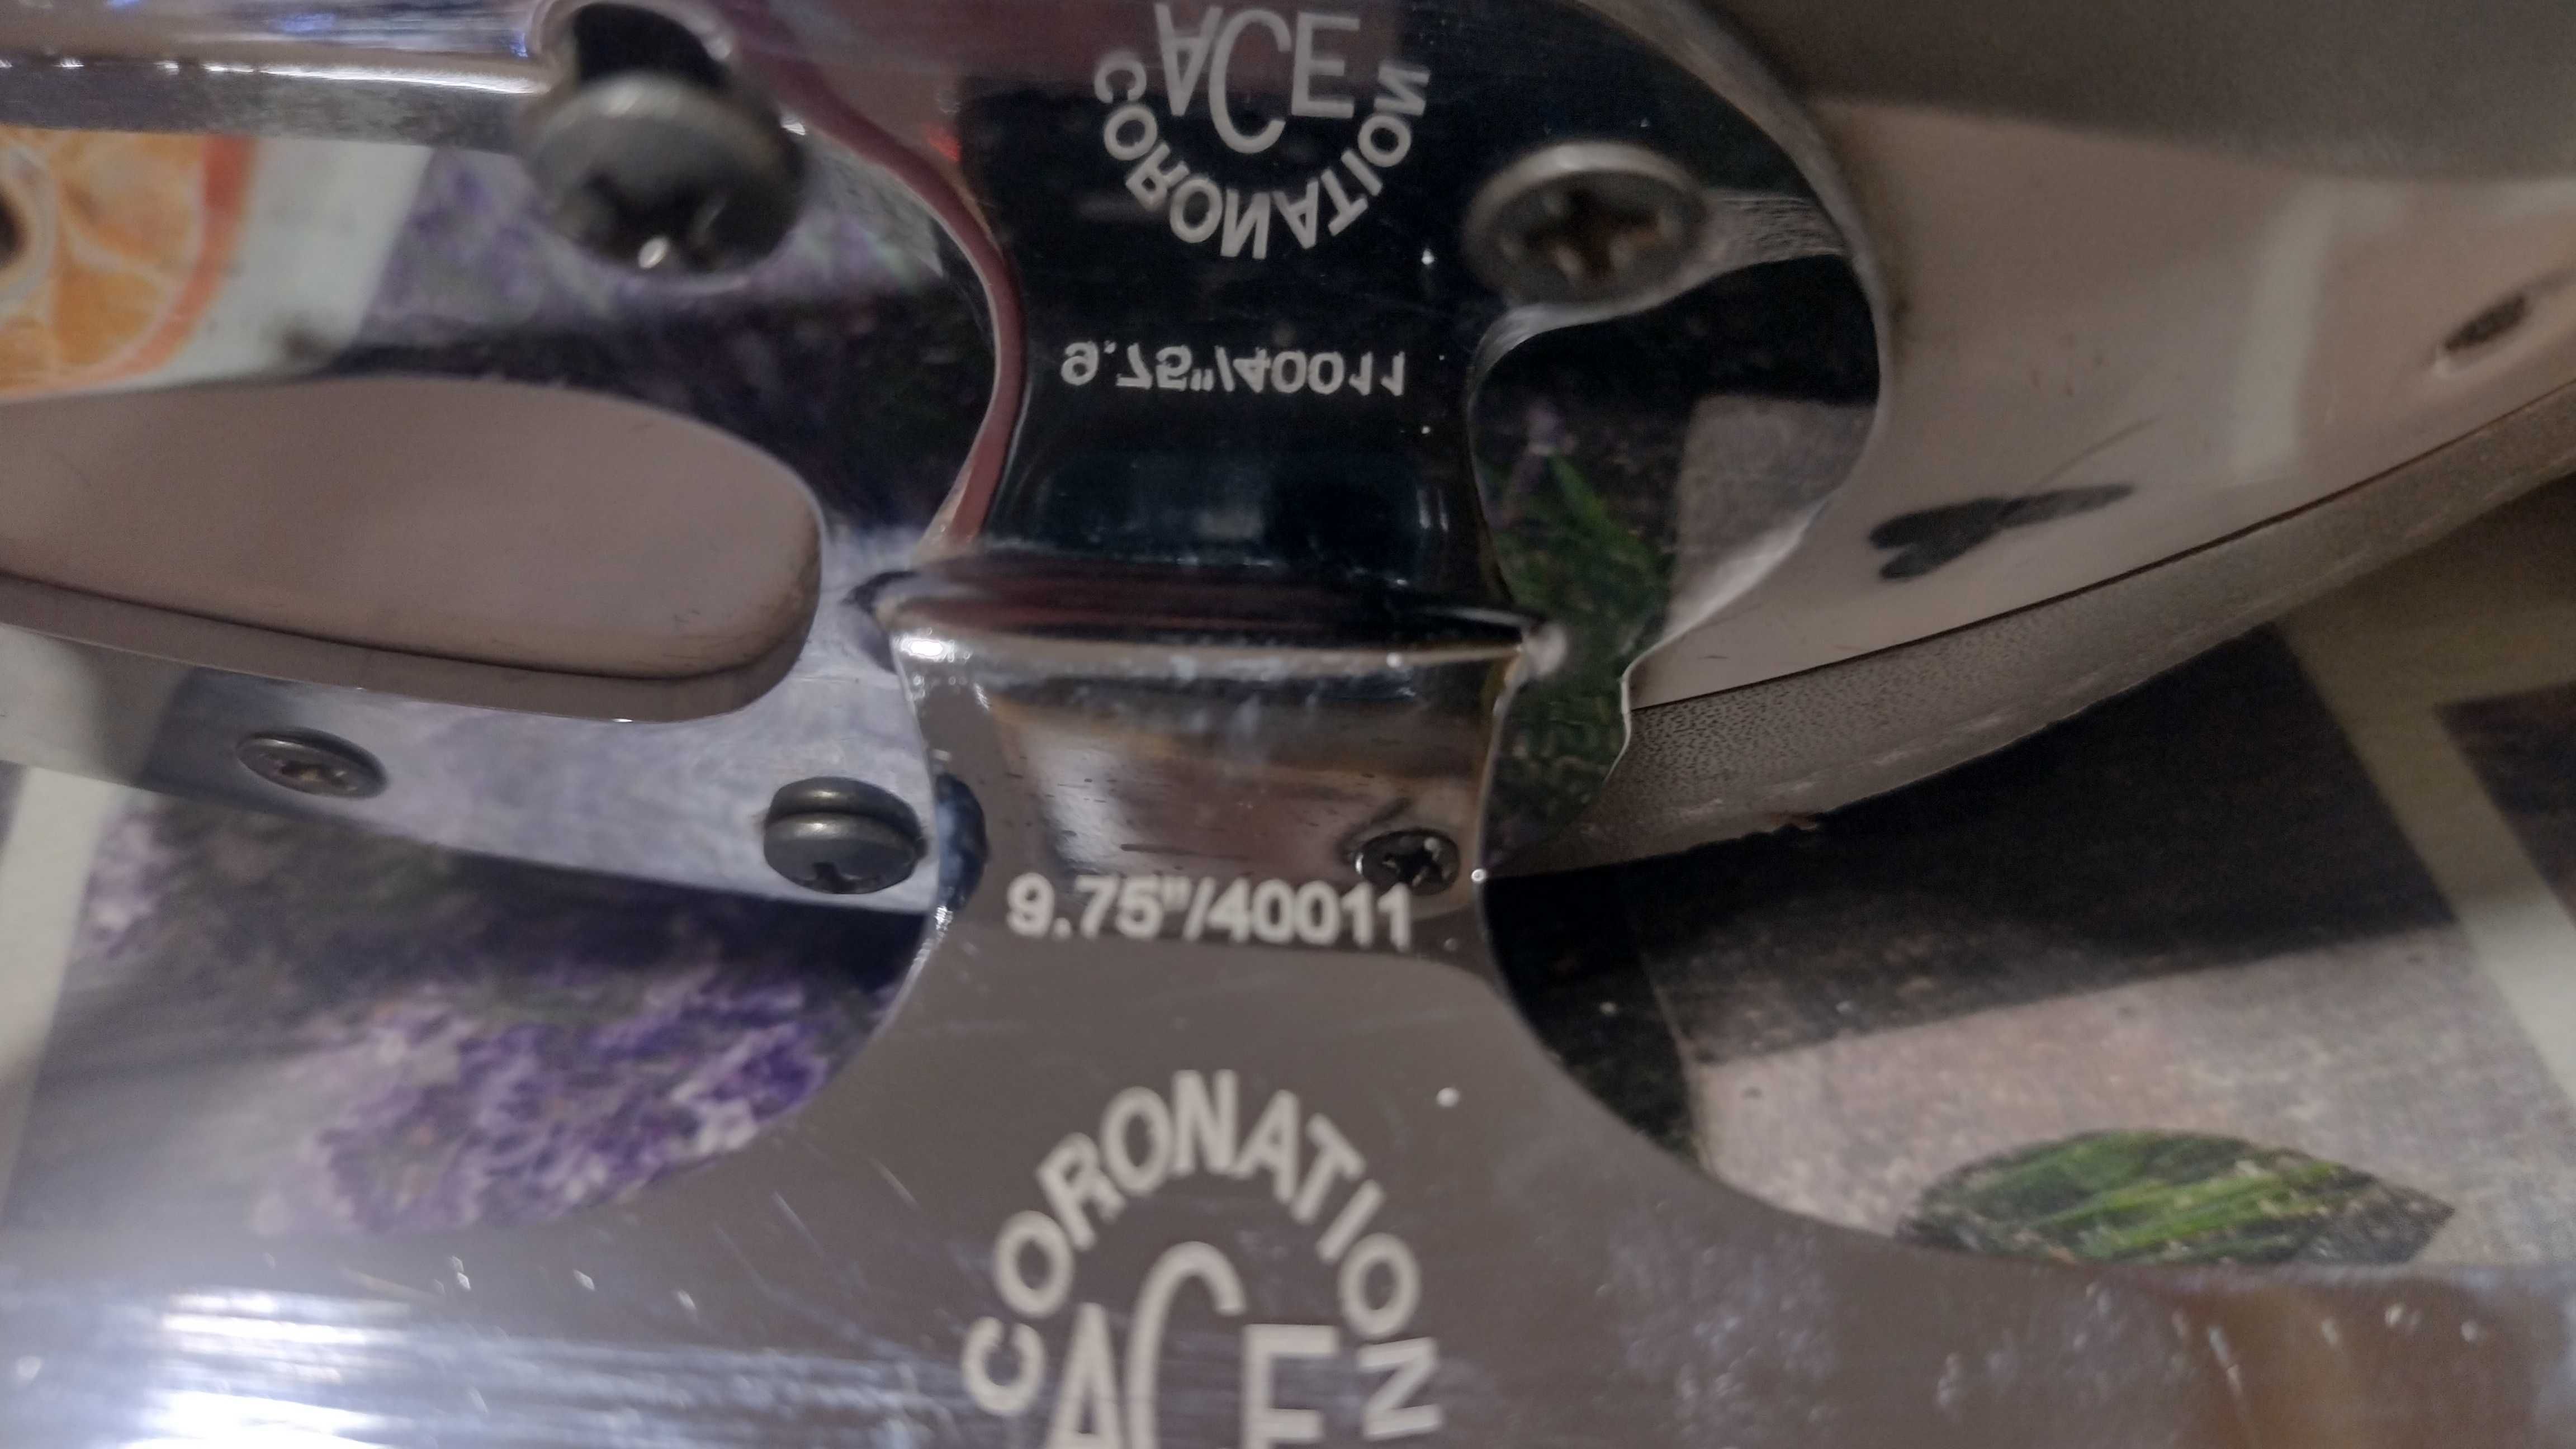 ACE
CORONATION
9.75"/40011
9.75"/40011
CORONATION
ACE